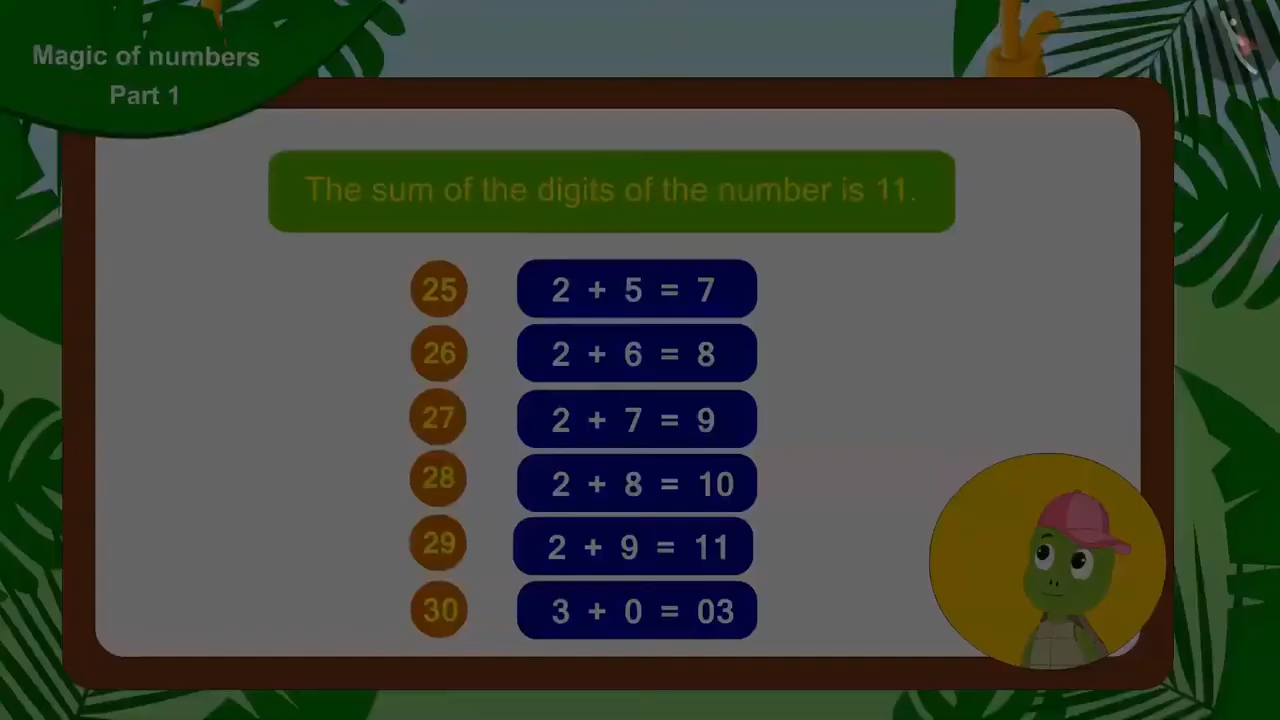 Magic of numbers
Part 1
The sum of the digits of the number is 11.
25 2 + 5 = 7
26 2 + 6 = 8
27 2 + 7 = 9
28 2 + 8 = 10
29 2 + 9 = 11
30 3 + 0 = 03